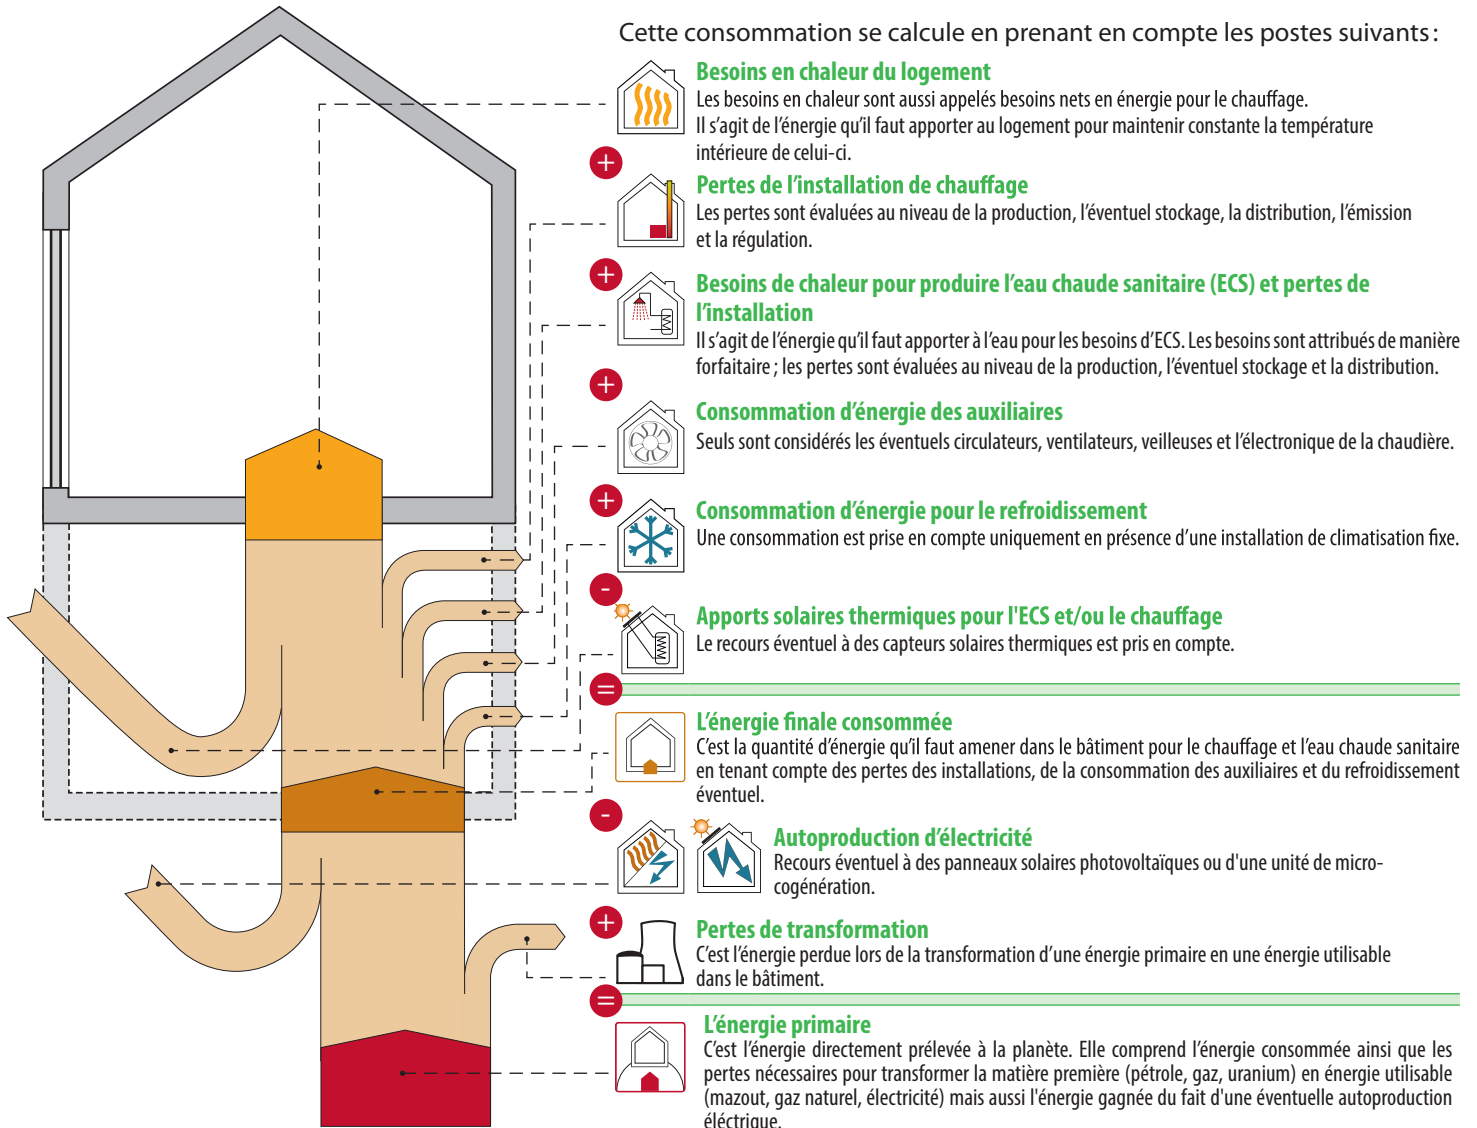 Cette consommation se calcule en prenant en compte les postes suivants :
Besoins en chaleur du logement
Les besoins en chaleur sont aussi appelés besoins nets en énergie pour le chauffage.
Il s’agit de l’énergie qu’il faut apporter au logement pour maintenir constante la température
intérieure de celui-ci.
+
Pertes de l’installation de chauffage
Les pertes sont évaluées au niveau de la production, l’éventuel stockage, la distribution, l’émission
et la régulation.
+
Besoins de chaleur pour produire l’eau chaude sanitaire (ECS) et pertes de
l’installation
Il s’agit de l’énergie qu’il faut apporter à l’eau pour les besoins d’ECS. Les besoins sont attribués de manière
forfaitaire ; les pertes sont évaluées au niveau de la production, l’éventuel stockage et la distribution.
+
Consommation d’énergie des auxiliaires
Seuls sont considérés les éventuels circulateurs, ventilateurs, veilleuses et l’électronique de la chaudière.
+
Consommation d’énergie pour le refroidissement
Une consommation est prise en compte uniquement en présence d’une installation de climatisation fixe.
-
Apports solaires thermiques pour l'ECS et/ou le chauffage
Le recours éventuel à des capteurs solaires thermiques est pris en compte.
=
L’énergie finale consommée
C’est la quantité d’énergie qu’il faut amener dans le bâtiment pour le chauffage et l’eau chaude sanitaire
en tenant compte des pertes des installations, de la consommation des auxiliaires et du refroidissement
éventuel.
-
Autoproduction d’électricité
Recours éventuel à des panneaux solaires photovoltaïques ou d'une unité de micro-
cogénération.
+
Pertes de transformation
C’est l’énergie perdue lors de la transformation d’une énergie primaire en une énergie utilisable
dans le bâtiment.
=
L’énergie primaire
C’est l’énergie directement prélevée à la planète. Elle comprend l’énergie consommée ainsi que les
pertes nécessaires pour transformer la matière première (pétrole, gaz, uranium) en énergie utilisable
(mazout, gaz naturel, électricité) mais aussi l'énergie gagnée du fait d'une éventuelle autoproduction
éléctrique.